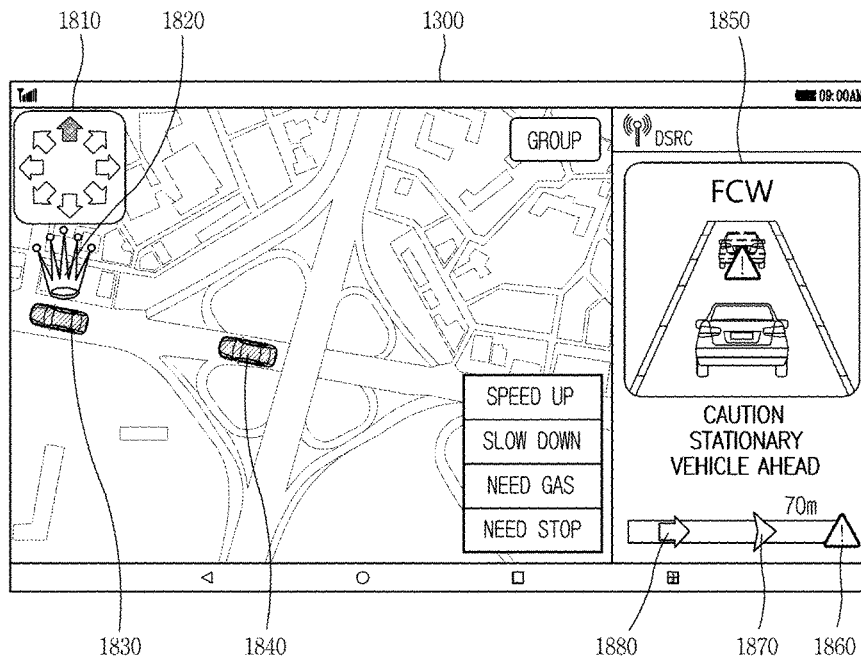 1810
1820
1300
1850
09:00AM
GROUP
DSRC
FCW
SPEED UP
SLOW DOWN
NEED GAS
NEED STOP
CAUTION
STATIONARY
VEHICLE AHEAD
70m
1830
1840
1880
1870
1860